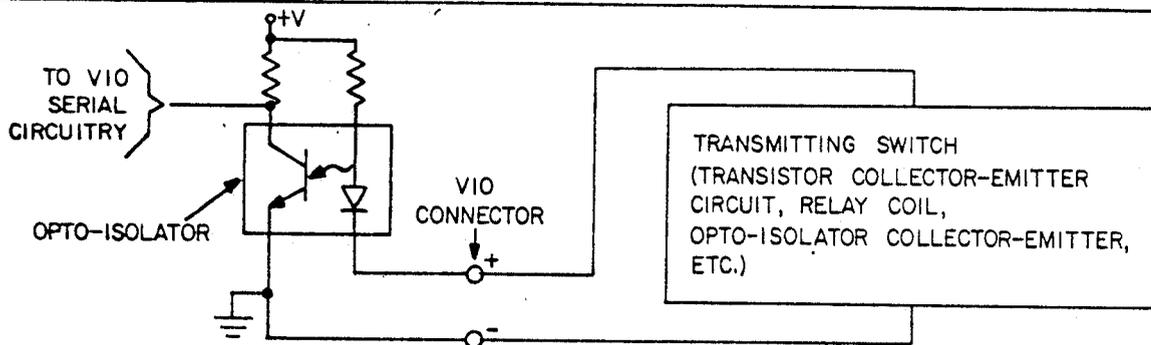 +V
TO VIO
SERIAL
CIRCUITRY
OPTO-ISOLATOR
VIO
CONNECTOR
+
-
TRANSMITTING SWITCH
(TRANSISTOR COLLECTOR-EMITTER
CIRCUIT, RELAY COIL,
OPTO-ISOLATOR COLLECTOR-EMITTER,
ETC.)